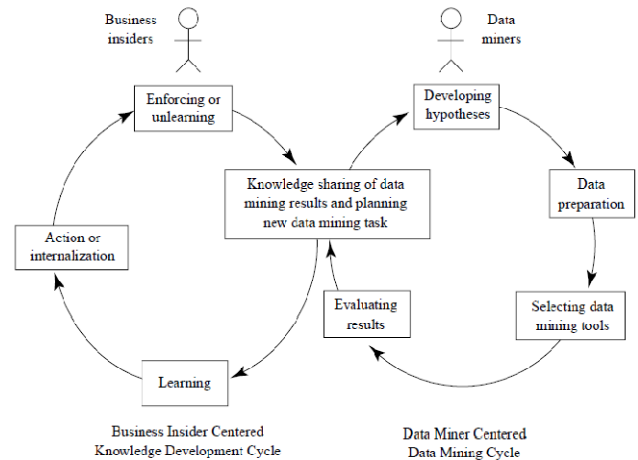 Business
insiders
Data
miners
Enforcing or
unlearning
Developing
hypotheses
Knowledge sharing of data
mining results and planning
new data mining task
Data
preparation
Action or
internalization
Evaluating
results
Selecting data
mining tools
Learning
Business Insider Centered
Knowledge Development Cycle
Data Miner Centered
Data Mining Cycle